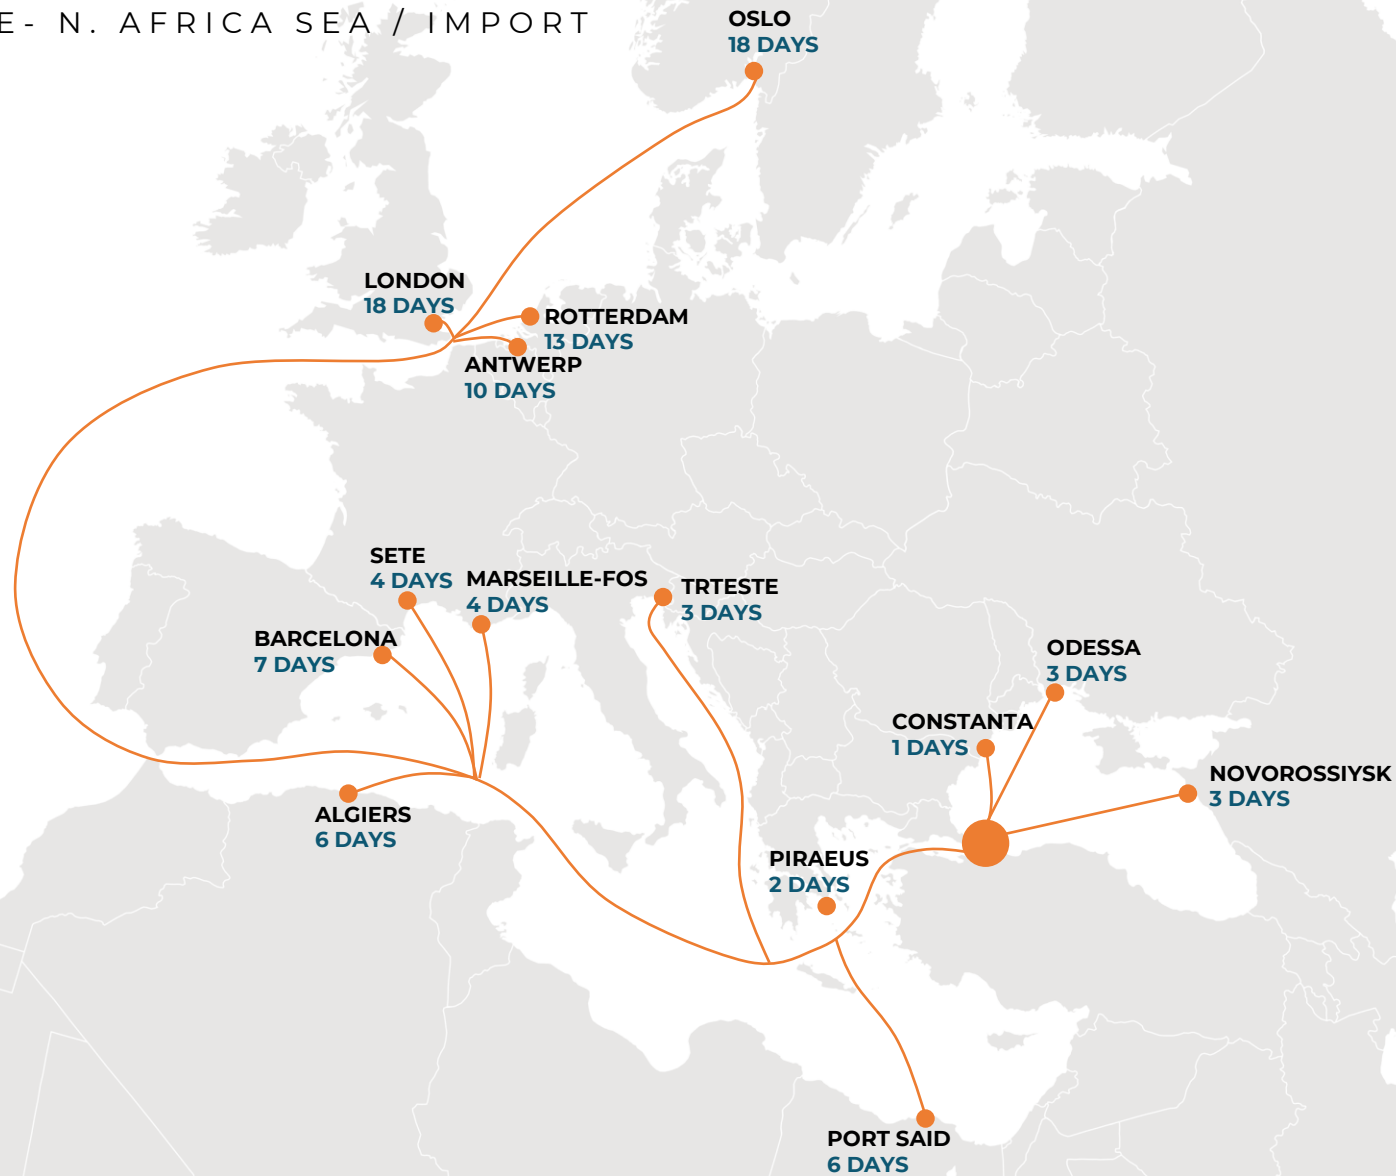 E- N. AFRICA SEA / IMPORT
OSLO
18 DAYS
LONDON
18 DAYS
ROTTERDAM
13 DAYS
ANTWERP
10 DAYS
SETE
4 DAYS
MARSEILLE-FOS
4 DAYS
TRTESTE
3 DAYS
BARCELONA
7 DAYS
ODESSA
3 DAYS
CONSTANTA
1 DAYS
NOVOROSSIYSK
3 DAYS
ALGIERS
6 DAYS
PIRAEUS
2 DAYS
PORT SAID
6 DAYS